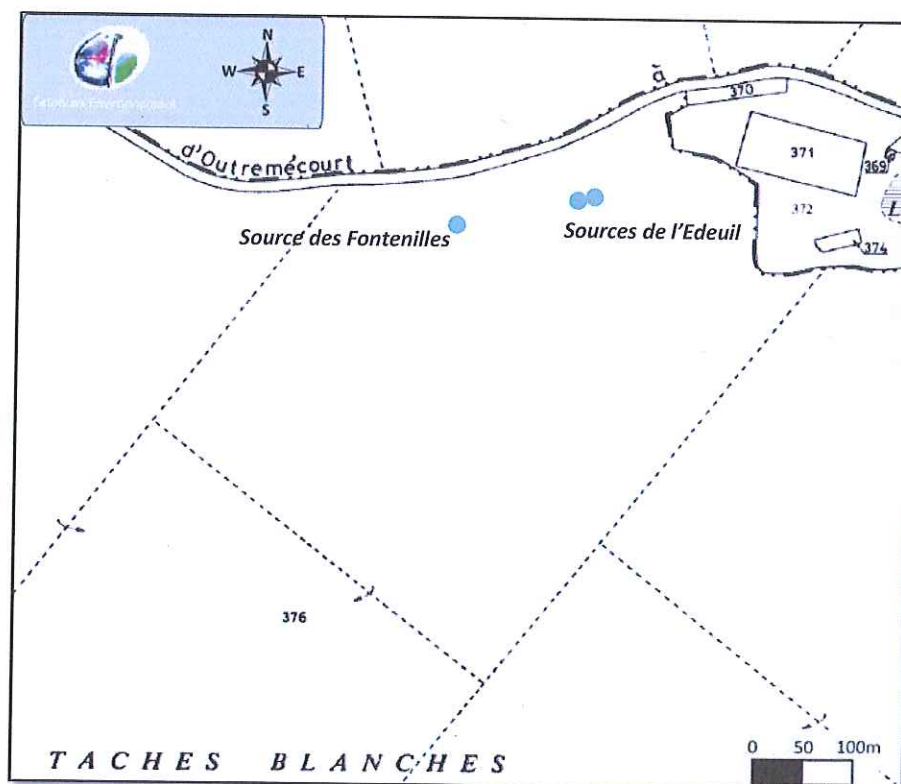 N
W E
S
à
370
d'Outremécourt
371
369
Source des Fontenilles
Sources de l'Edeuil
372
L
374
376
TACHES BLANCHES
0 50 100m